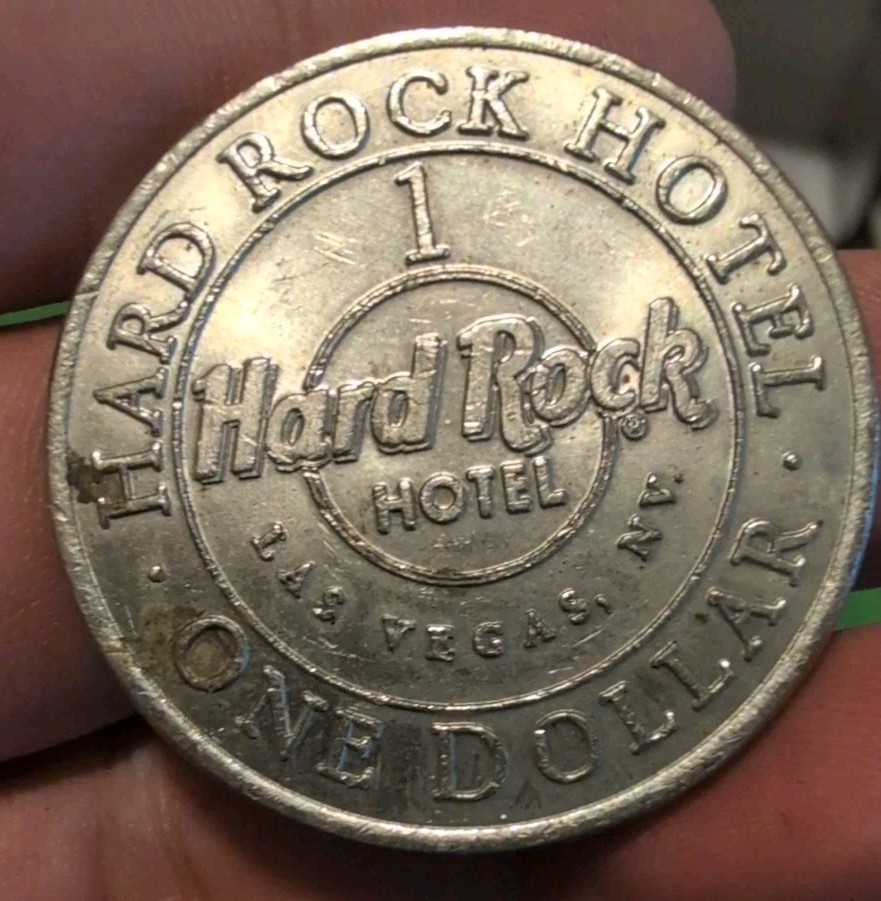 HARD ROCK HOTEL
1
Hard Rock®
HOTEL
LAS VEGAS, NV.
· ONE DOLLAR ·